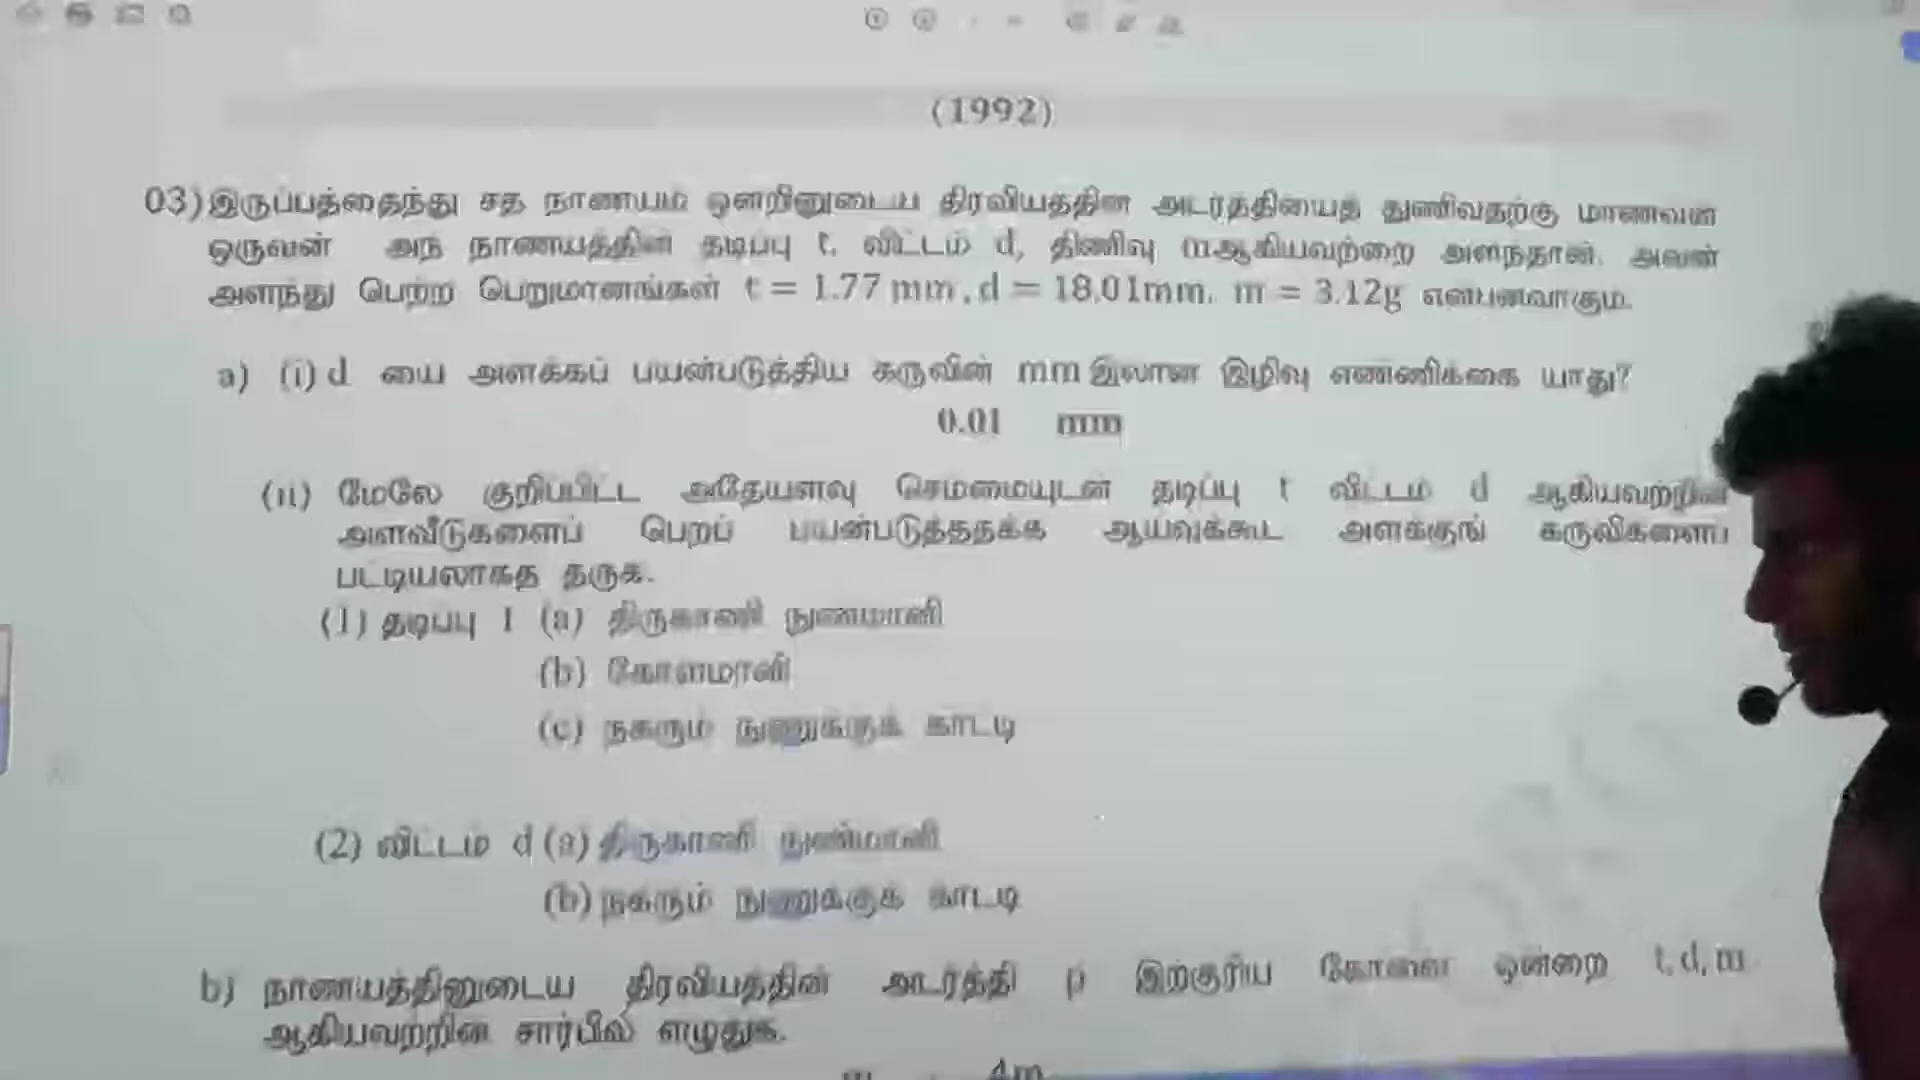 (1992)
03) இருப்பத்தைந்து சத நாணயம் ஒன்றினுடைய திரவியத்தின் அடர்த்தியைத் துணிவதற்கு மாணவன்
ஒருவன் அந் நாணயத்தின் தடிப்பு t, விட்டம் d, திணிவு m ஆகியவற்றை அளந்தான். அவன்
அளந்து பெற்ற பெறுமானங்கள் t = 1.77 mm, d = 18.01mm, m = 3.12g என்பனவாகும்.
a) (i) d யை அளக்கப் பயன்படுத்திய கருவின் mm இலான இழிவு எண்ணிக்கை யாது?
0.01 mm
(ii) மேலே குறிப்பிட்ட அதேயளவு செம்மையுடன் தடிப்பு t விட்டம் d ஆகியவற்றின்
அளவீடுகளைப் பெறப் பயன்படுத்தத்தக்க ஆய்வுக்கூட அளக்குங் கருவிகளைப்
பட்டியலாகத் தருக.
(1) தடிப்பு t (a) திருகாணி நுண்மானி
(b) கோளமானி
(c) நகரும் நுணுக்குக் காட்டி
(2) விட்டம் d (a) திருகாணி நுண்மானி
(b) நகரும் நுணுக்குக் காட்டி
b) நாணயத்தினுடைய திரவியத்தின் அடர்த்தி ρ இற்குரிய கோவை ஒன்றை t, d, m
ஆகியவற்றின் சார்பில் எழுதுக.
4m